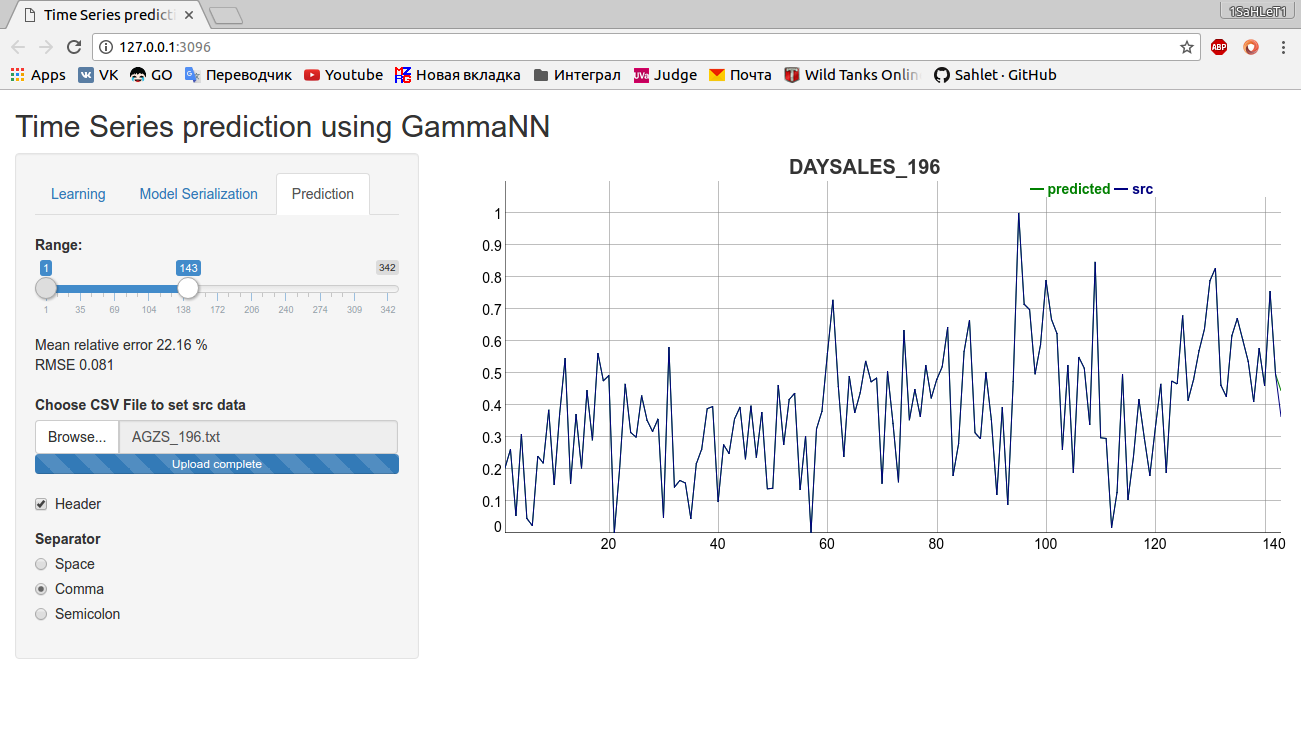 Time Series predicti
1SaHLeT1
127.0.0.1:3096
ABP
Apps VK GO Переводчик Youtube Новая вкладка Интеграл UVa Judge Почта Wild Tanks Onlin Sahlet · GitHub
Time Series prediction using GammaNN
Learning Model Serialization Prediction
Range:
1 143 342
1 35 69 104 138 172 206 240 274 309 342
Mean relative error 22.16 %
RMSE 0.081
Choose CSV File to set src data
Browse... AGZS_196.txt
Upload complete
Header
Separator
Space
Comma
Semicolon
DAYSALES_196
predicted src
1
0.9
0.8
0.7
0.6
0.5
0.4
0.3
0.2
0.1
0
20 40 60 80 100 120 140